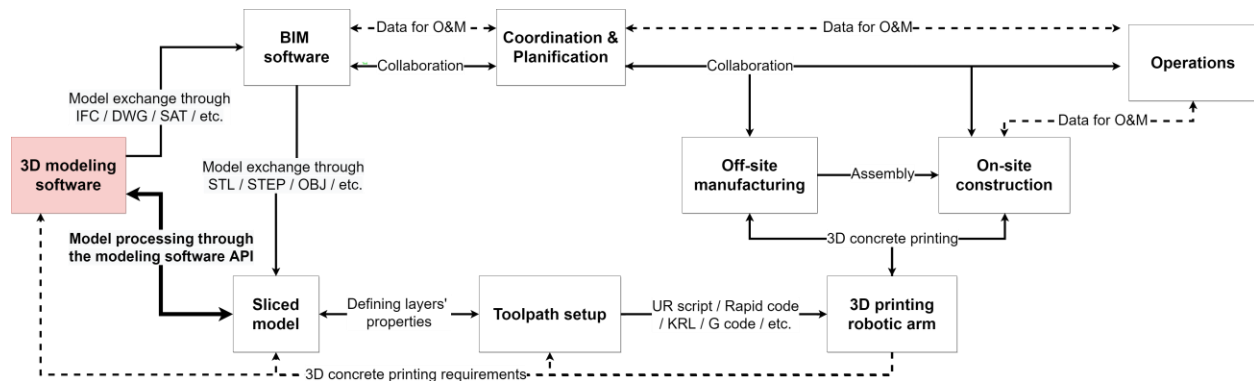 BIM
software
Data for O&M
Collaboration
Coordination &
Planification
Data for O&M
Collaboration
Operations
Model exchange through
IFC / DWG / SAT / etc.
3D modeling
software
Model exchange through
STL / STEP / OBJ / etc.
Off-site
manufacturing
Assembly
On-site
construction
Data for O&M
Model processing through
the modeling software API
3D concrete printing
Sliced
model
Defining layers'
properties
Toolpath setup
UR script / Rapid code
/ KRL / G code / etc.
3D printing
robotic arm
3D concrete printing requirements